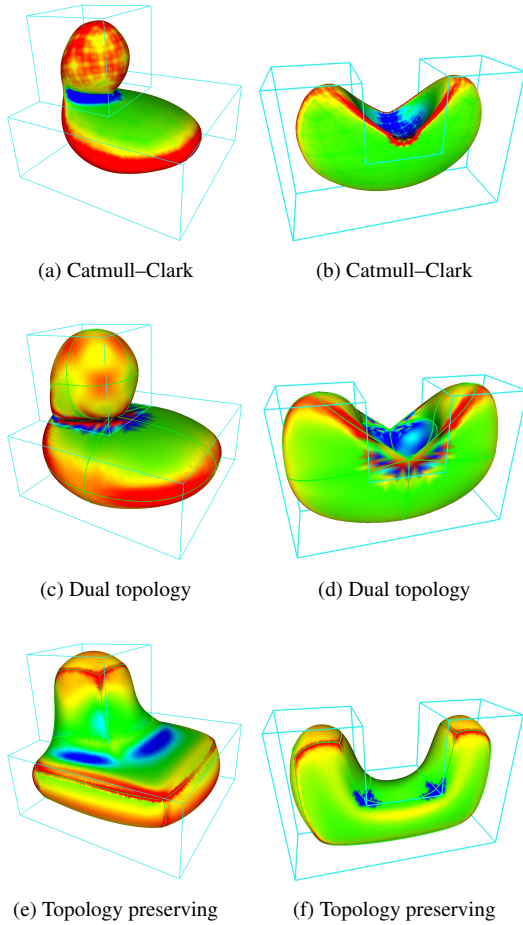 (a) Catmull–Clark
(b) Catmull–Clark
(c) Dual topology
(d) Dual topology
(e) Topology preserving
(f) Topology preserving